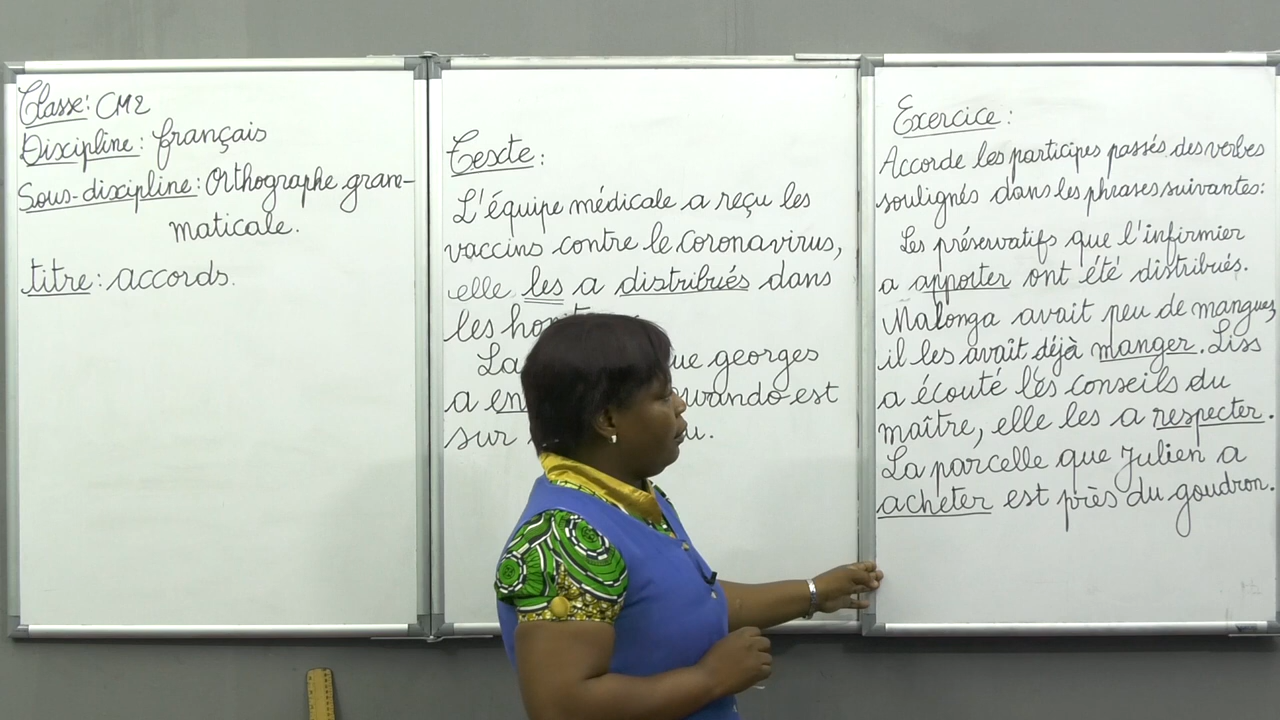 Classe: CM2
Discipline: français
Sous-discipline: Orthographe gram-
maticale.
titre: accords.
Texte:
L'équipe médicale a reçu les
vaccins contre le coronavirus,
elle les a distribués dans
les
La georges
a est
sur
Exercice:
Accorde les participes passés des verbes
soulignés dans les phrases suivantes:
Les préservatifs que l'infirmier
a apporter ont été distribués.
Malonga avait peu de mangues,
il les avait déjà manger. Liss
a écouté les conseils du
maître, elle les a respecter.
La parcelle que Julien a
acheter est près du goudron.